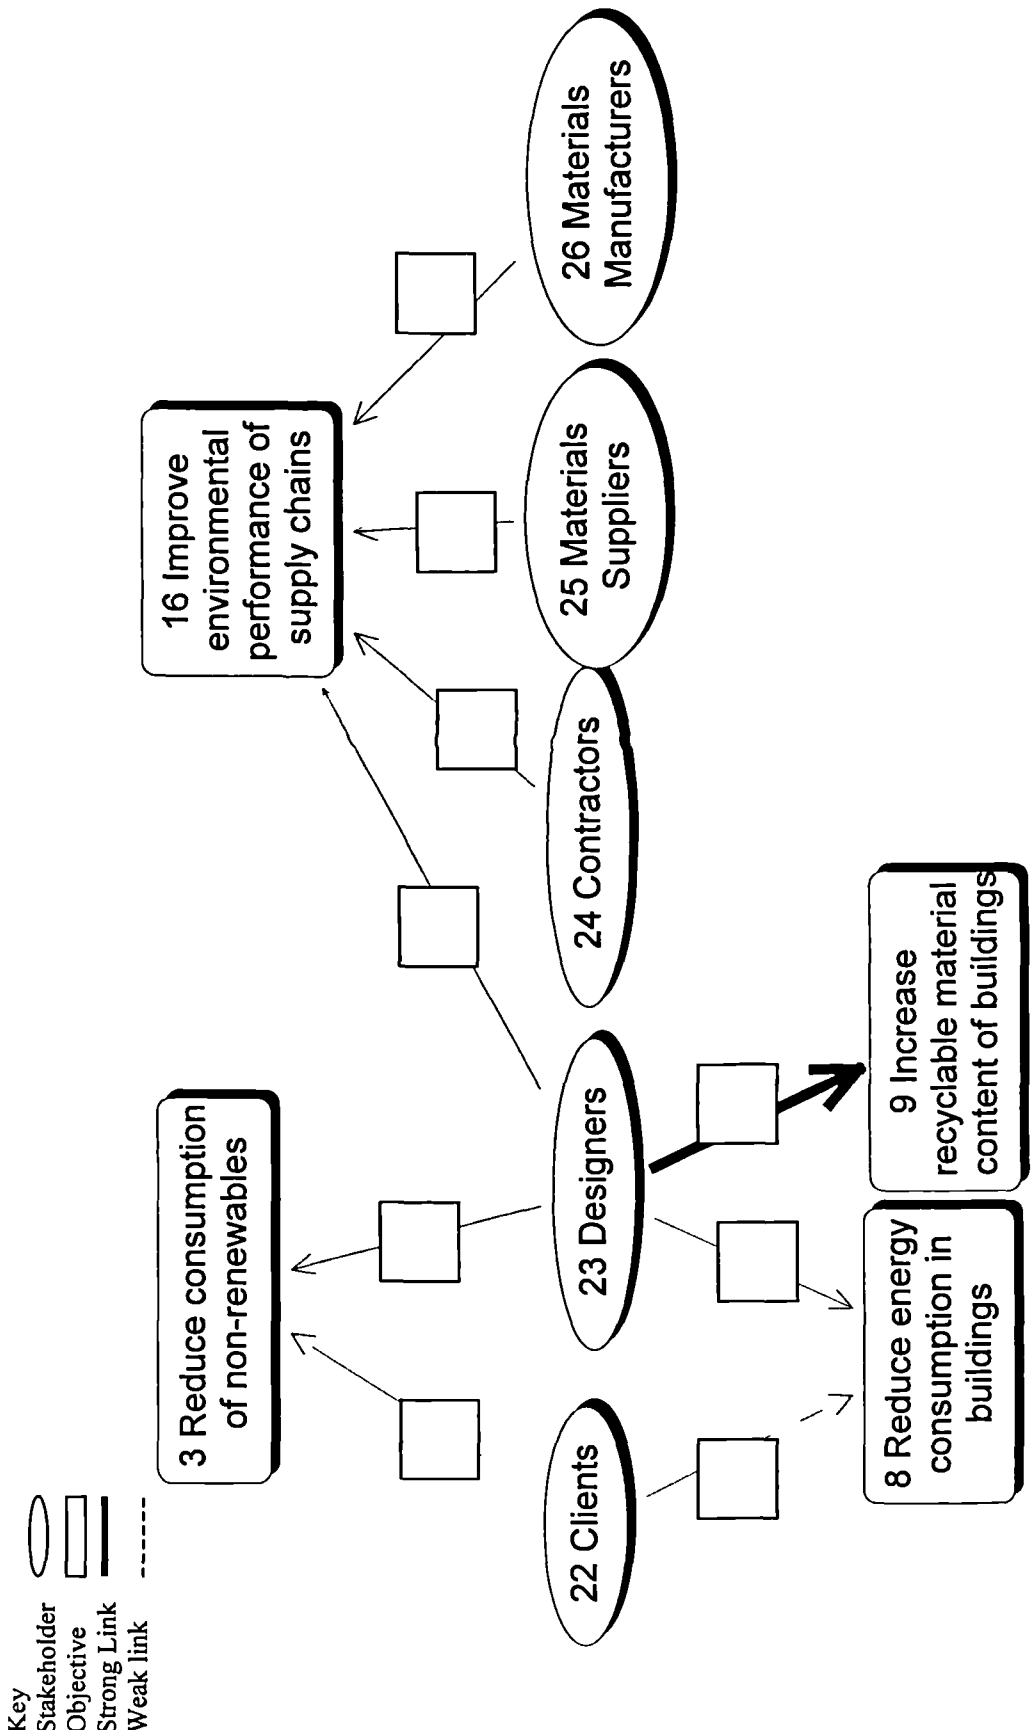 Key
Stakeholder
Objective
Strong Link
Weak link
3 Reduce consumption
of non-renewables
16 Improve
environmental
performance of
supply chains
22 Clients
23 Designers
24 Contractors
25 Materials
Suppliers
26 Materials
Manufacturers
8 Reduce energy
consumption in
buildings
9 Increase
recyclable material
content of buildings